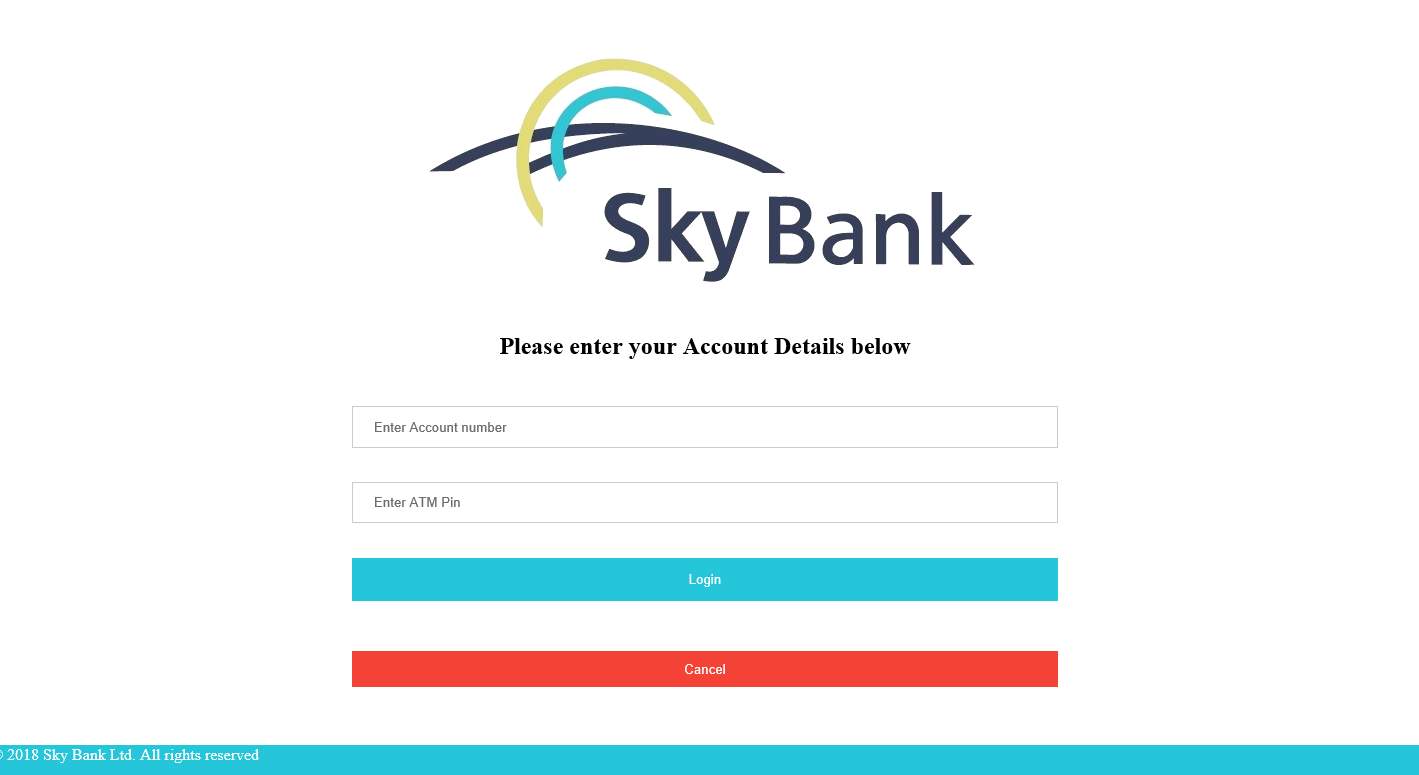 Sky Bank
Please enter your Account Details below
Enter Account number
Enter ATM Pin
Login
Cancel
© 2018 Sky Bank Ltd. All rights reserved